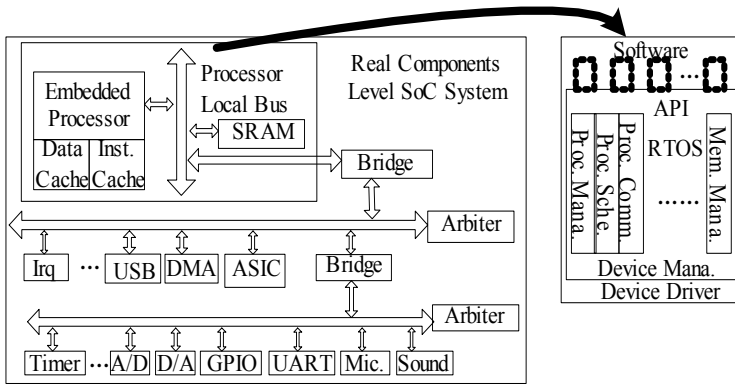 Processor
Local Bus
Real Components
Level SoC System
Embedded
Processor
Data
Cache
Inst.
Cache
SRAM
Bridge
Arbiter
Irq
...
USB
DMA
ASIC
Bridge
Arbiter
Timer
...
A/D
D/A
GPIO
UART
Mic.
Sound
Software
...
API
RTOS
Proc. Mana.
Proc. Sche.
Proc. Comm.
......
Mem. Mana.
Device Mana.
Device Driver